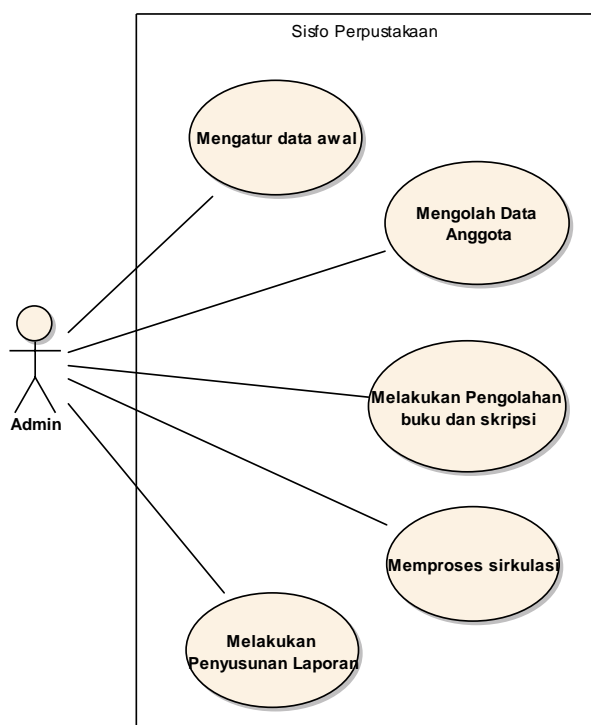 Sisfo Perpustakaan
Mengatur data awal
Mengolah Data
Anggota
Melakukan Pengolahan
buku dan skripsi
Admin
Memproses sirkulasi
Melakukan
Penyusunan Laporan